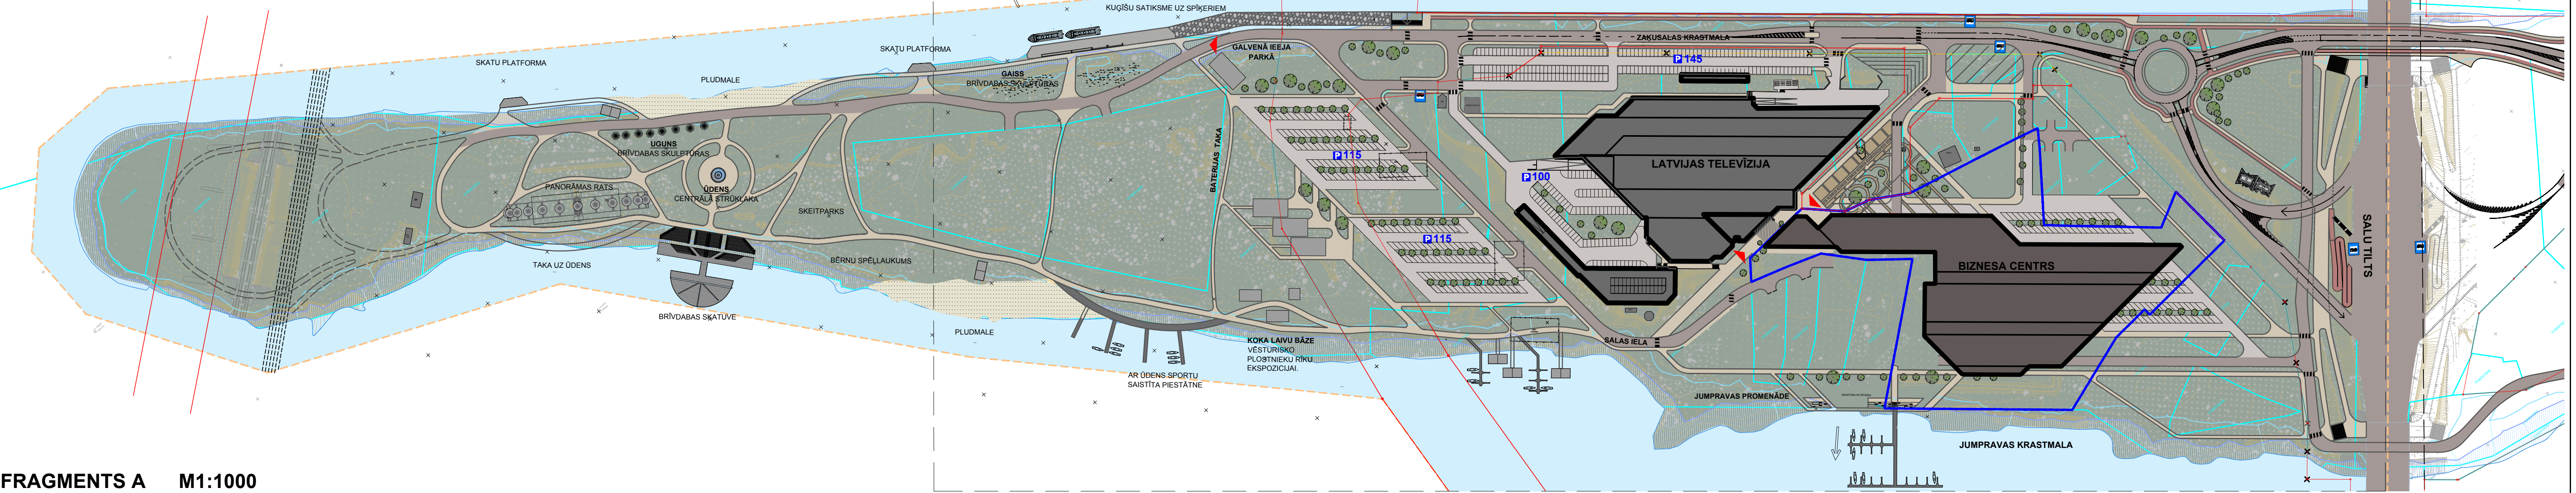 KUĢĪŠU SATIKSME UZ SPĪĶERIEM
SKATU PLATFORMA
SKATU PLATFORMA
PLUDMALE
GALVENĀ IEEJA
PARKĀ
GAISS
BRĪVDABAS SKULPTŪRAS
ZAĶUSALAS KRASTMALA
P 145
UGUNS
BRĪVDABAS SKULPTŪRAS
BATERIJAS TAKA
P 115
LATVIJAS TELEVĪZIJA
P 100
PANORĀMAS RATS
ŪDENS
CENTRĀLĀ STRŪKLAKA
SKEITPARKS
P 115
SALU TILTS
TAKA UZ ŪDENS
BĒRNU SPĒĻLAUKUMS
BIZNESA CENTRS
BRĪVDABAS SKATUVE
PLUDMALE
KOKA LAIVU BĀZE
VĒSTURISKO
PLOSTNIEKU RĪKU
EKSPOZICIJAI.
SALAS IELA
AR ŪDENS SPORTU
SAISTĪTA PIESTĀTNE
JUMPRAVAS PROMENĀDE
JUMPRAVAS KRASTMALA
FRAGMENTS A M1:1000